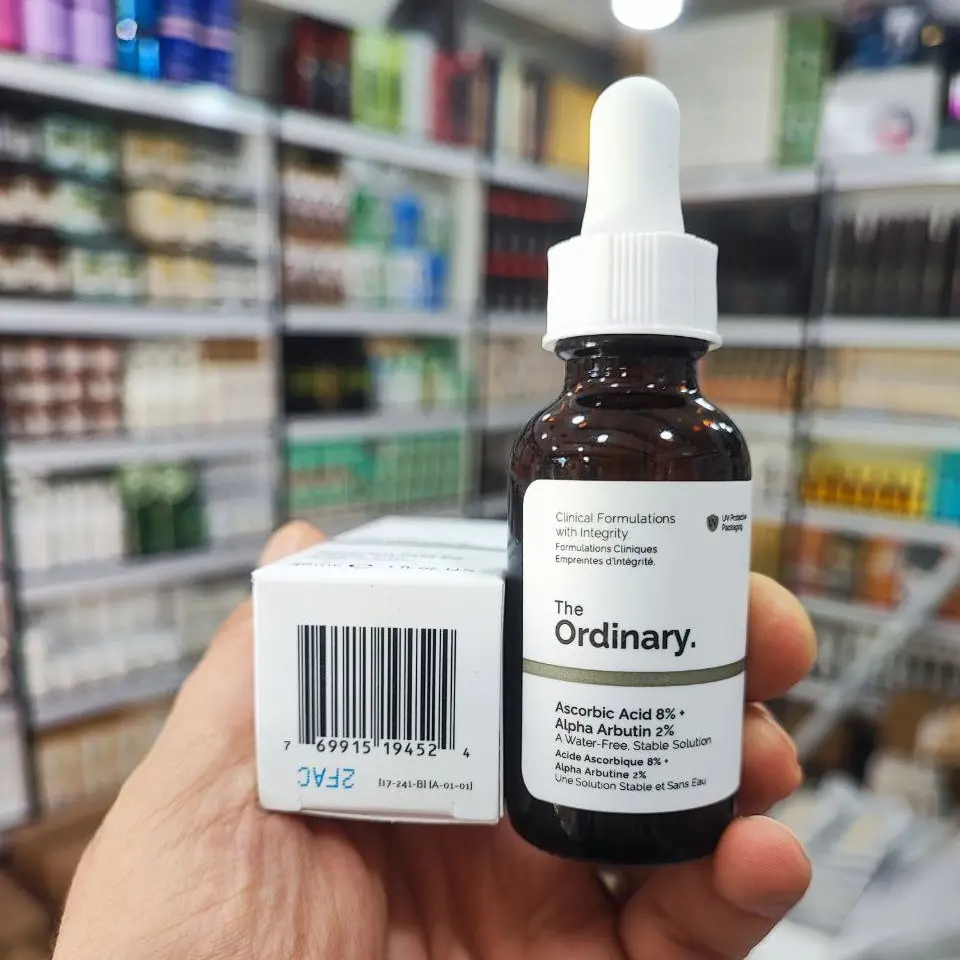 Clinical Formulations
with Integrity
Formulations Cliniques
Empreintes d'Intégrité.
UV Protective
Packaging
The
Ordinary.
Ascorbic Acid 8% +
Alpha Arbutin 2%
A Water-Free, Stable Solution
Acide Ascorbique 8% +
Alpha Arbutine 2%
Une Solution Stable et Sans Eau
7 69915 19452 4
2FAC
[17-241-B] [A-01-01]